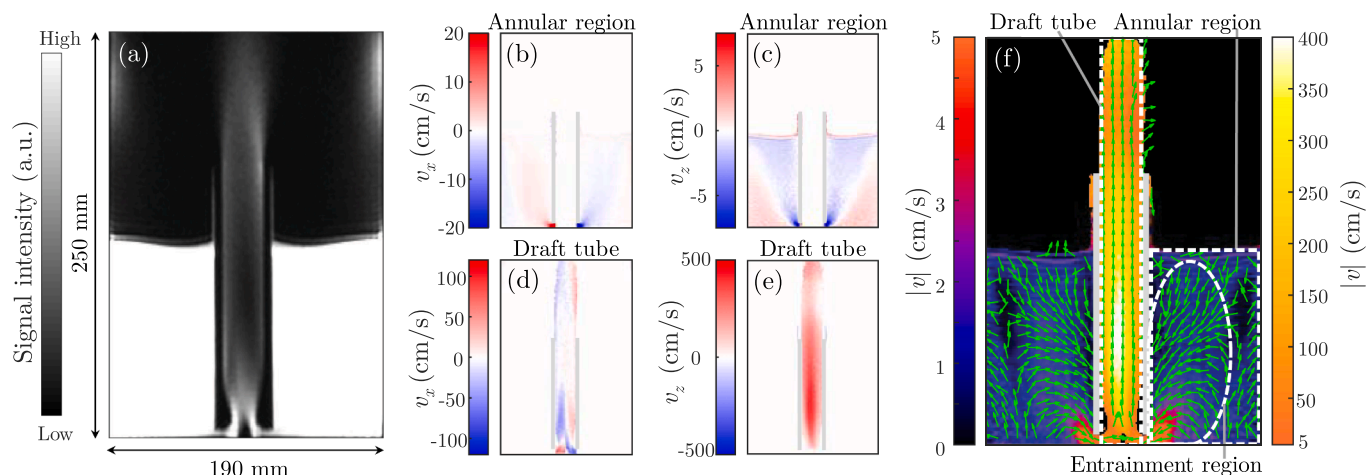 High
Signal intensity (a.u.)
Low
250 mm
190 mm
(a)
Annular region
20
10
0
-10
-20
v_x (cm/s)
(b)
Annular region
5
0
-5
v_z (cm/s)
(c)
Draft tube
100
50
0
-50
-100
v_x (cm/s)
(d)
Draft tube
500
0
-500
v_z (cm/s)
(e)
Draft tube
Annular region
5
4
3
2
1
0
|v| (cm/s)
(f)
400
350
300
250
200
150
100
50
5
|v| (cm/s)
Entrainment region